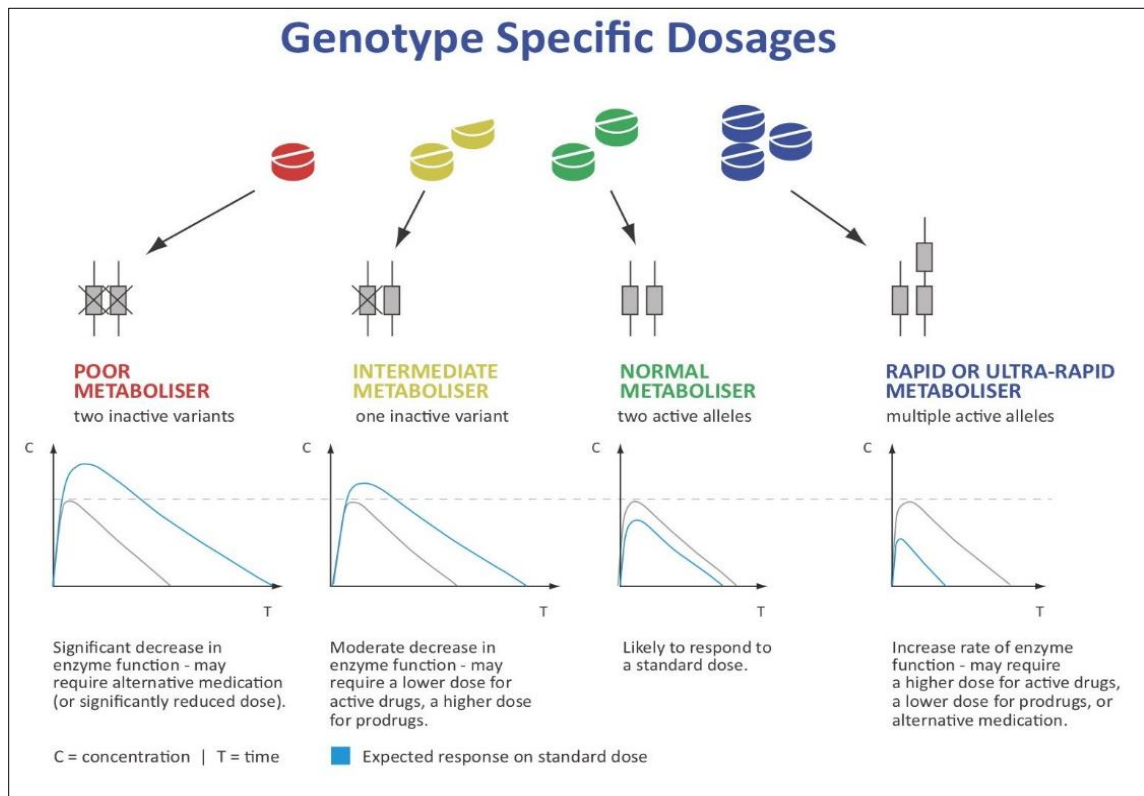 Genotype Specific Dosages
POOR
METABOLISER
two inactive variants
INTERMEDIATE
METABOLISER
one inactive variant
NORMAL
METABOLISER
two active alleles
RAPID OR ULTRA-RAPID
METABOLISER
multiple active alleles
C
T
C
T
C
T
C
T
Significant decrease in
enzyme function - may
require alternative medication
(or significantly reduced dose).
Moderate decrease in
enzyme function - may
require a lower dose for
active drugs, a higher dose
for prodrugs.
Likely to respond to
a standard dose.
Increase rate of enzyme
function - may require
a higher dose for active drugs,
a lower dose for prodrugs, or
alternative medication.
C = concentration | T = time
Expected response on standard dose